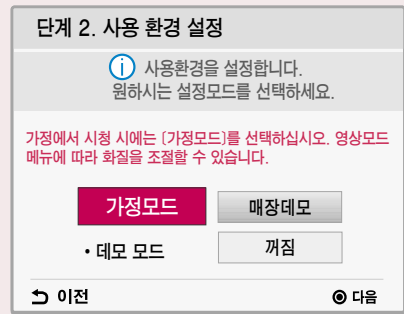 단계 2. 사용 환경 설정
사용환경을 설정합니다.
원하시는 설정모드를 선택하세요.
가정에서 시청 시에는 [가정모드]를 선택하십시오. 영상모드
메뉴에 따라 화질을 조절할 수 있습니다.
가정모드 매장데모
• 데모 모드 꺼짐
이전 다음